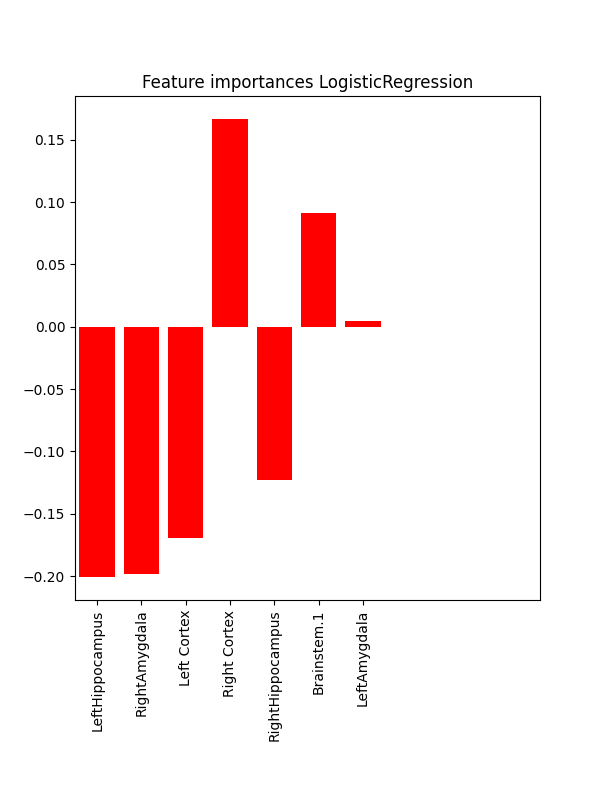 Feature importances LogisticRegression
0.15
0.10
0.05
0.00
−0.05
−0.10
−0.15
−0.20
LeftHippocampus
RightAmygdala
Left Cortex
Right Cortex
RightHippocampus
Brainstem.1
LeftAmygdala